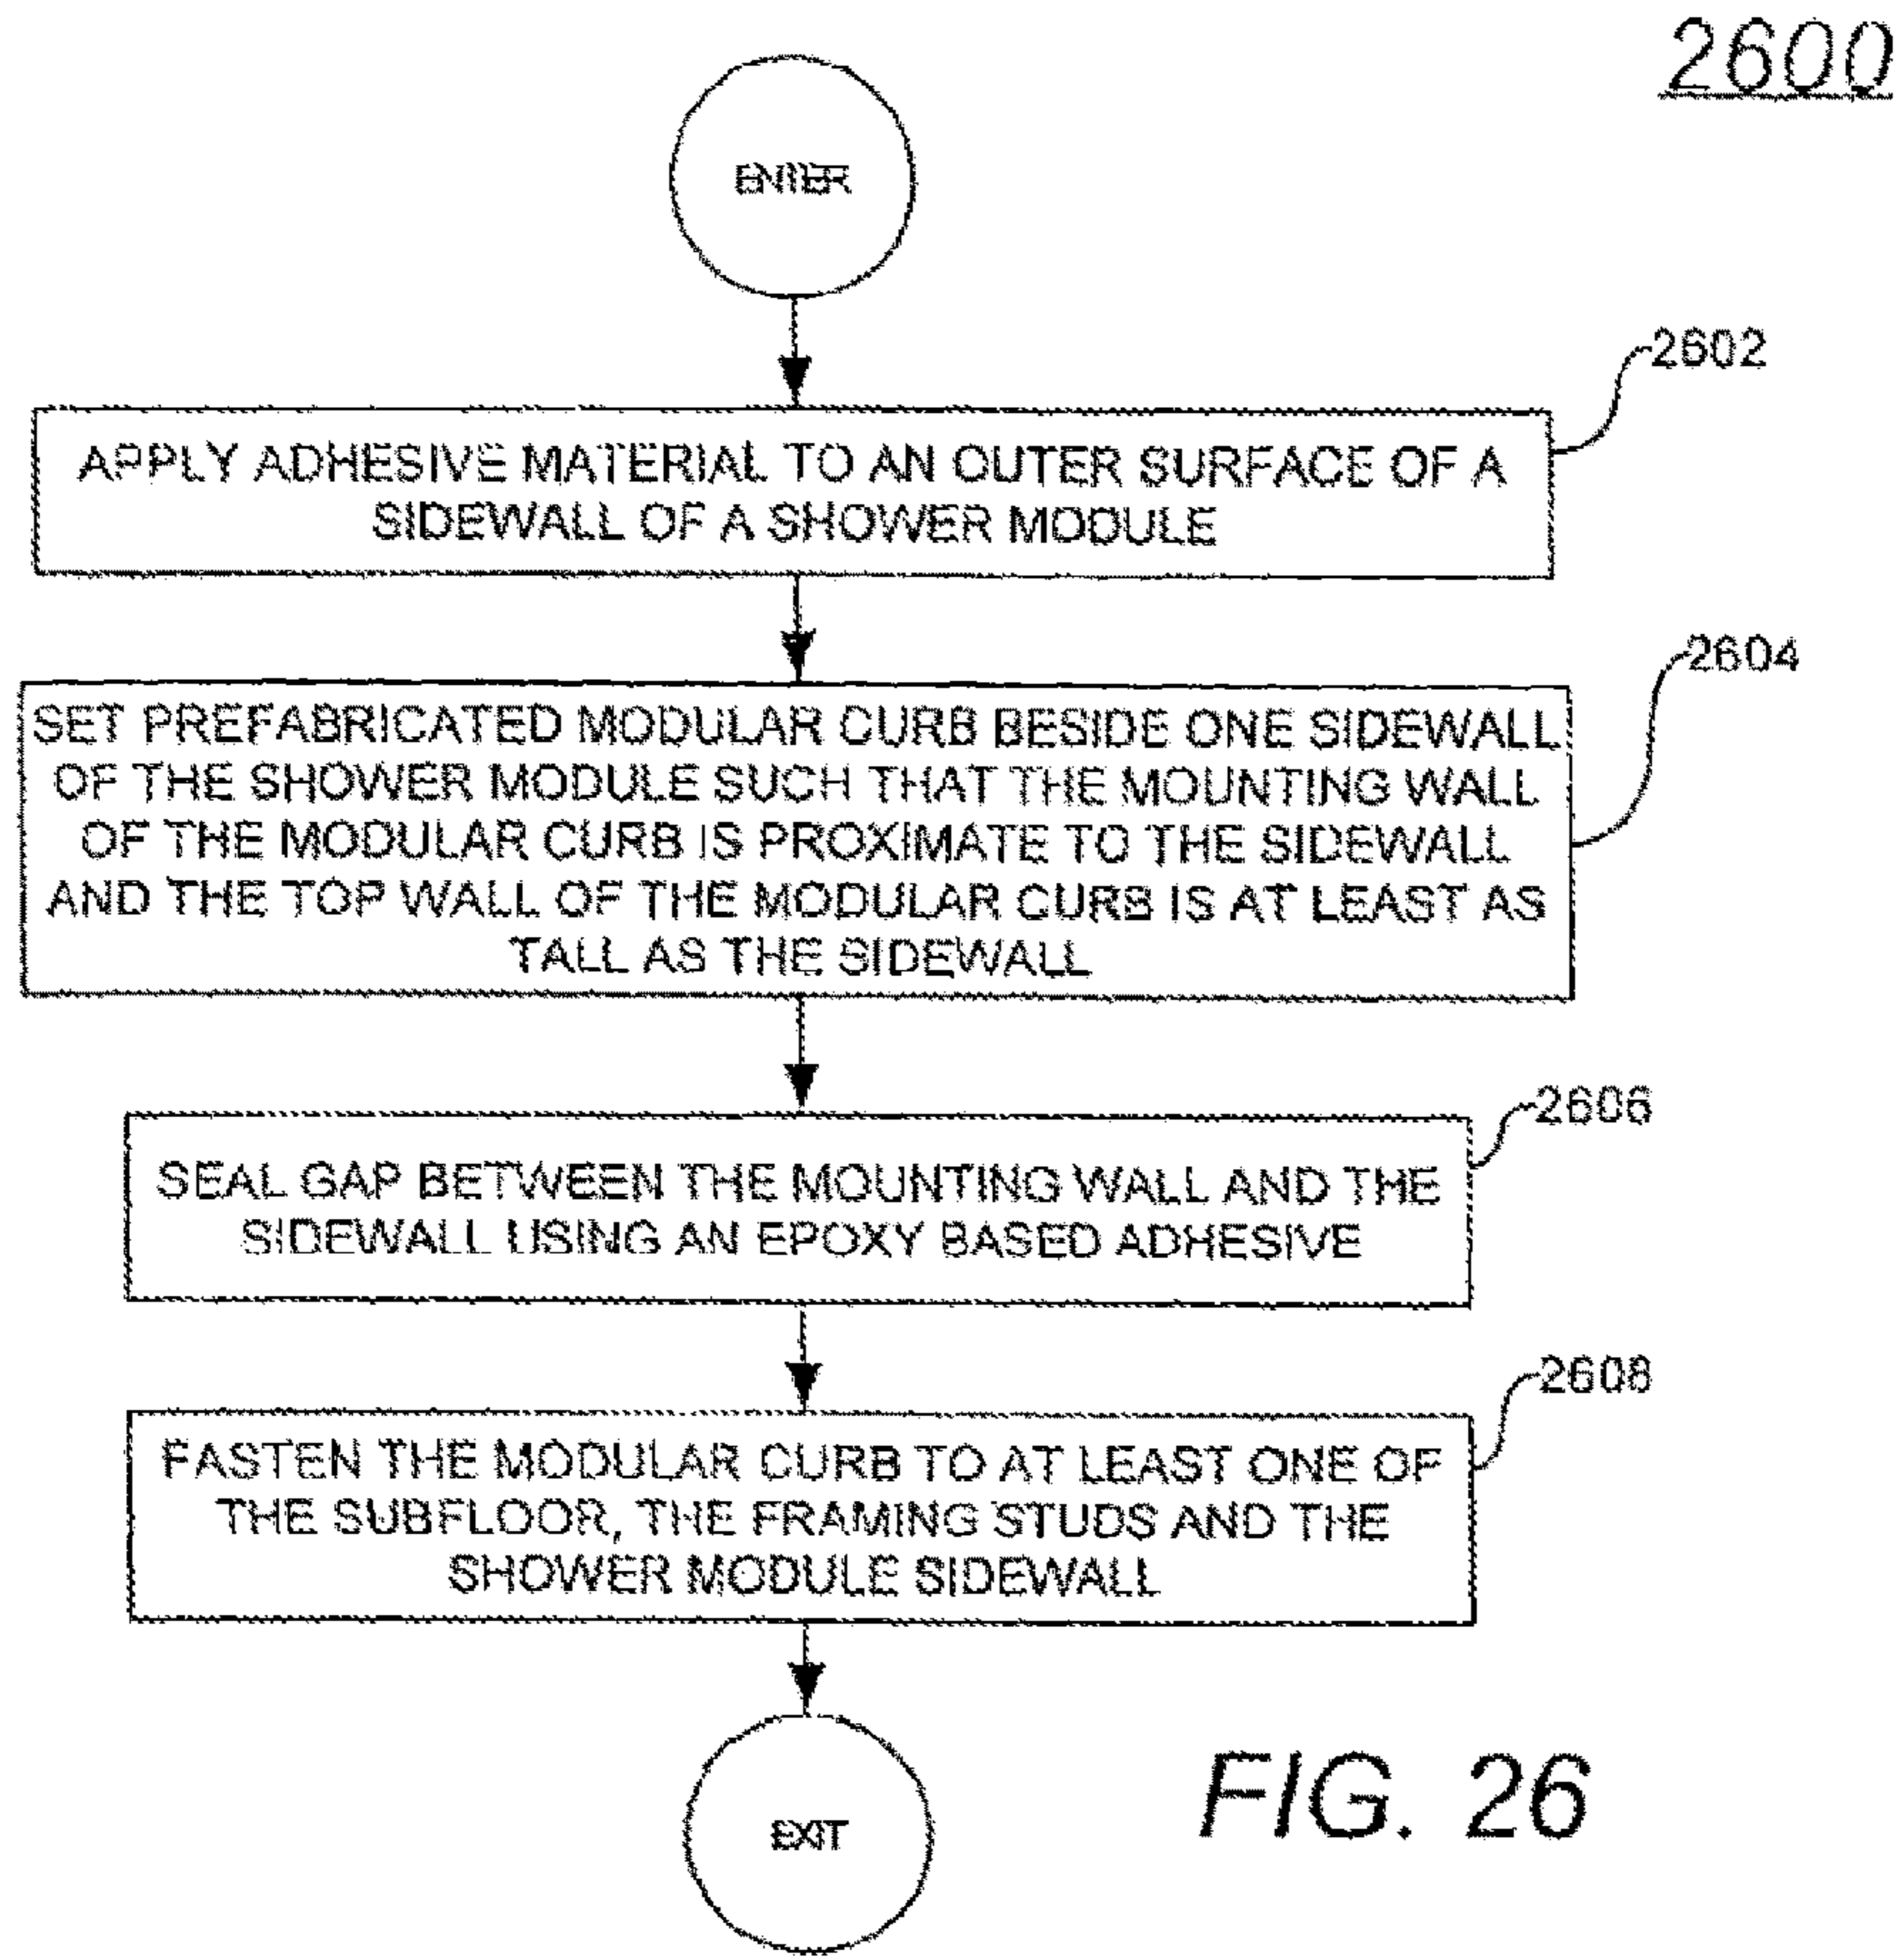 2600
ENTER
2602
APPLY ADHESIVE MATERIAL TO AN OUTER SURFACE OF A
SIDEWALL OF A SHOWER MODULE
2604
SET PREFABRICATED MODULAR CURB BESIDE ONE SIDEWALL
OF THE SHOWER MODULE SUCH THAT THE MOUNTING WALL
OF THE MODULAR CURB IS PROXIMATE TO THE SIDEWALL
AND THE TOP WALL OF THE MODULAR CURB IS AT LEAST AS
TALL AS THE SIDEWALL
2606
SEAL GAP BETWEEN THE MOUNTING WALL AND THE
SIDEWALL USING AN EPOXY BASED ADHESIVE
2608
FASTEN THE MODULAR CURB TO AT LEAST ONE OF
THE SUBFLOOR, THE FRAMING STUDS AND THE
SHOWER MODULE SIDEWALL
EXIT
FIG. 26